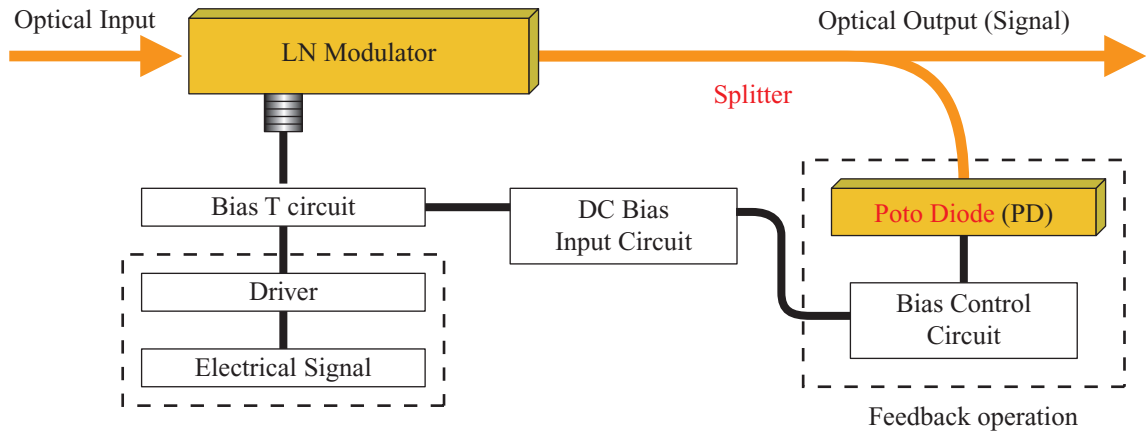 Optical Input
LN Modulator
Optical Output (Signal)
Splitter
Bias T circuit
DC Bias
Input Circuit
Poto Diode (PD)
Driver
Bias Control
Circuit
Electrical Signal
Feedback operation